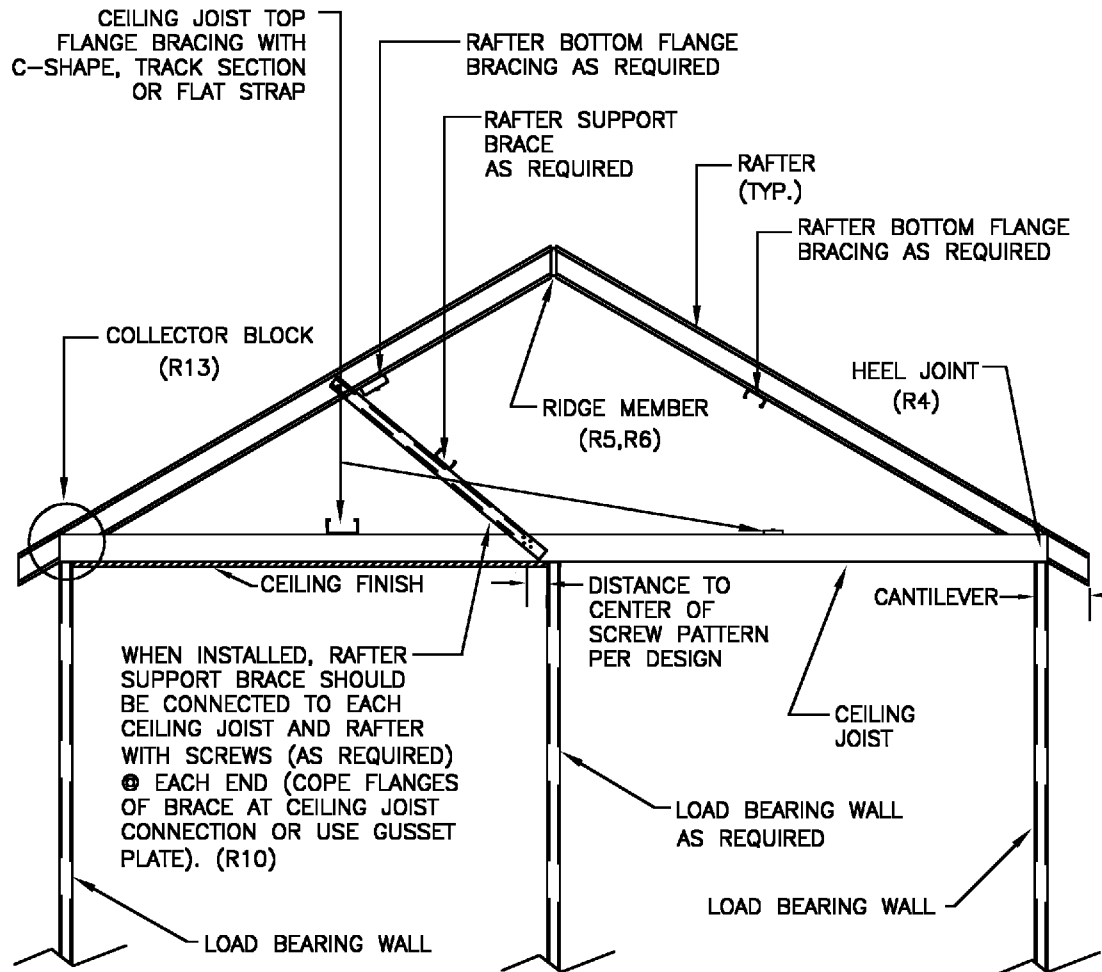 CEILING JOIST TOP
FLANGE BRACING WITH
C-SHAPE, TRACK SECTION
OR FLAT STRAP
RAFTER BOTTOM FLANGE
BRACING AS REQUIRED
RAFTER SUPPORT
BRACE
AS REQUIRED
RAFTER
(TYP.)
RAFTER BOTTOM FLANGE
BRACING AS REQUIRED
COLLECTOR BLOCK
(R13)
HEEL JOINT
(R4)
RIDGE MEMBER
(R5,R6)
CEILING FINISH
DISTANCE TO
CENTER OF
SCREW PATTERN
PER DESIGN
CANTILEVER
WHEN INSTALLED, RAFTER
SUPPORT BRACE SHOULD
BE CONNECTED TO EACH
CEILING JOIST AND RAFTER
WITH SCREWS (AS REQUIRED)
@ EACH END (COPE FLANGES
OF BRACE AT CEILING JOIST
CONNECTION OR USE GUSSET
PLATE). (R10)
CEILING
JOIST
LOAD BEARING WALL
AS REQUIRED
LOAD BEARING WALL
LOAD BEARING WALL